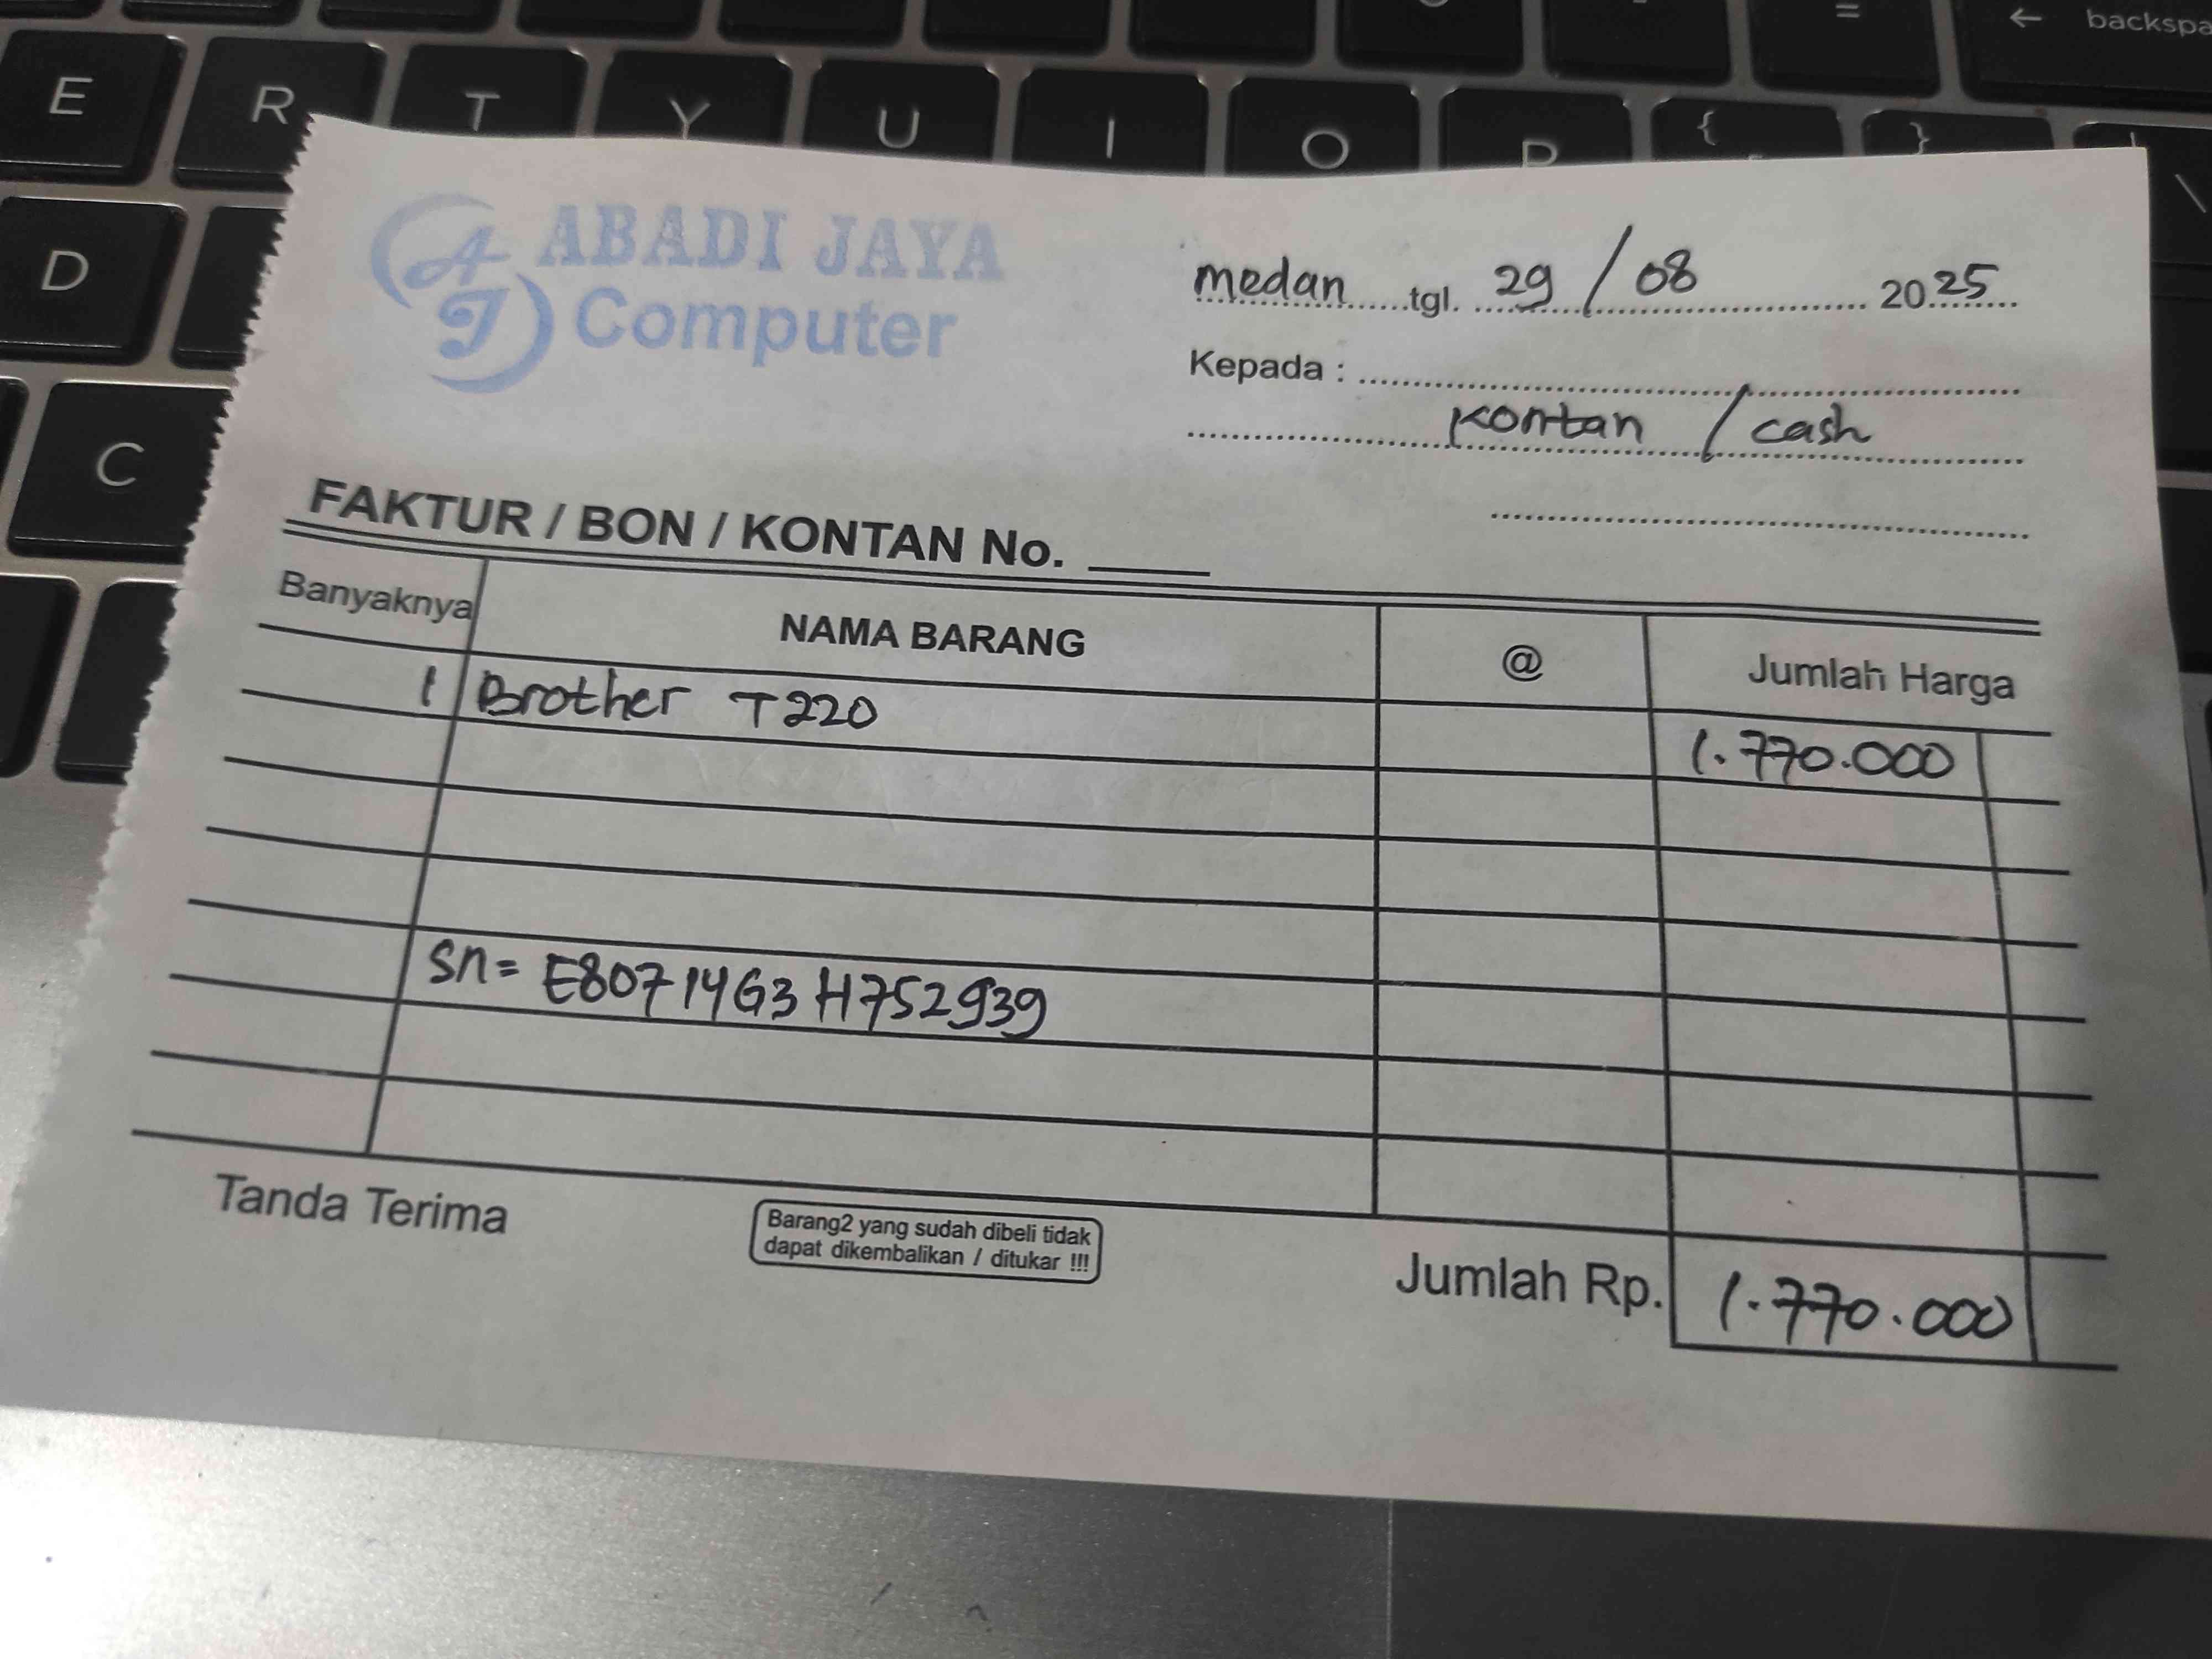 E R T Y U I O P { }
= ← backspa
D
C
\
AJ ABADI JAYA
Computer
medan tgl. 29 / 08 2025
Kepada :
Kontan / cash
FAKTUR / BON / KONTAN No.
Banyaknya NAMA BARANG @ Jumlah Harga
1 Brother T220 1.770.000
SN= E80714G3H752939
Tanda Terima
Barang2 yang sudah dibeli tidak
dapat dikembalikan / ditukar !!!
Jumlah Rp. 1.770.000